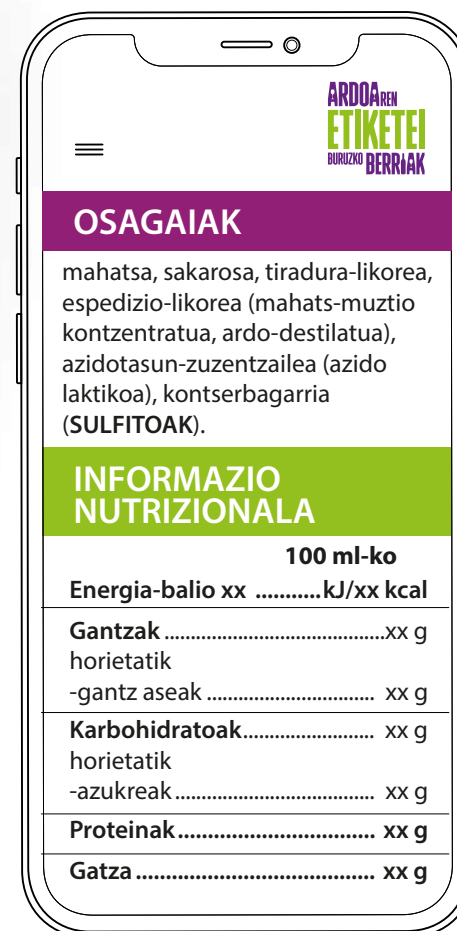 ARDOAREN
ETIKETEI
BURUZKO BERRIAK
OSAGAIAK
mahatsa, sakarosa, tiradura-likorea,
espedizio-likorea (mahats-muztio
kontzentratua, ardo-destilatua),
azidotasun-zuzentzailea (azido
laktikoa), kontserbagarria
(SULFITOAK).
INFORMAZIO
NUTRIZIONALA
100 ml-ko
Energia-balio xx ...........kJ/xx kcal
Gantzak ..........................................xx g
horietatik
-gantz aseak ................................ xx g
Karbohidratoak......................... xx g
horietatik
-azukreak ........................................... xx g
Proteinak.................................. xx g
Gatza ......................................... xx g